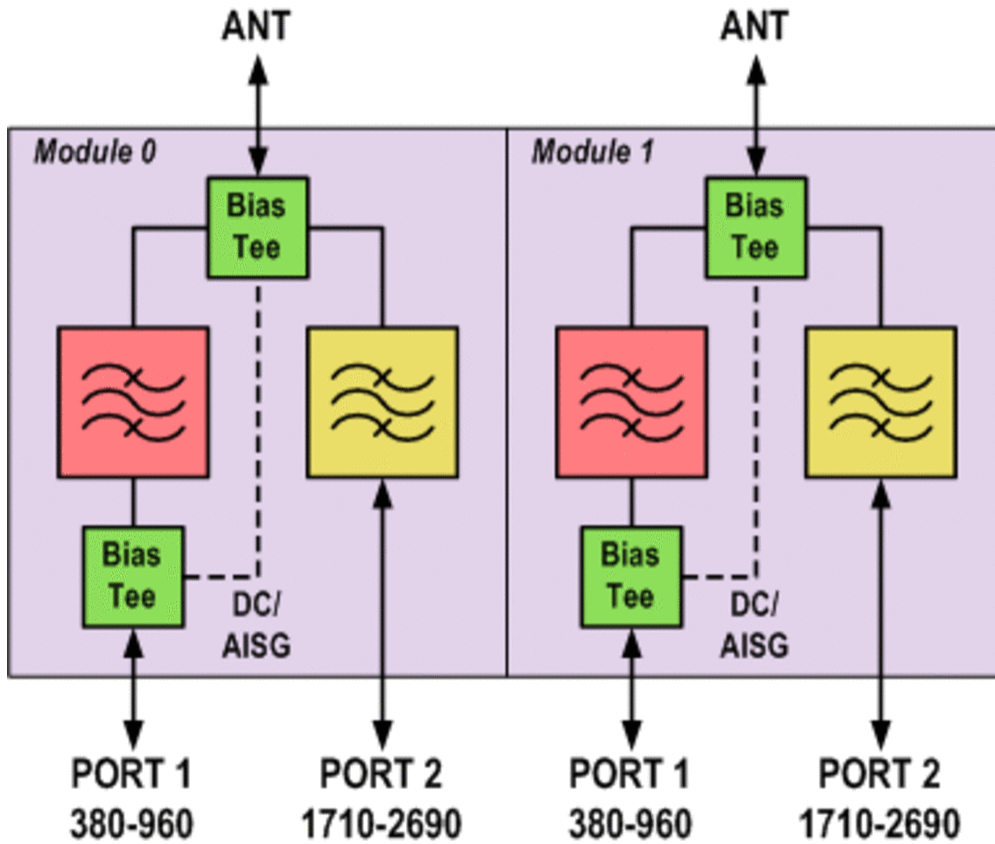 ANT
ANT
Module 0
Module 1
Bias
Tee
Bias
Tee
Bias
Tee
DC/
AISG
Bias
Tee
DC/
AISG
PORT 1
380-960
PORT 2
1710-2690
PORT 1
380-960
PORT 2
1710-2690